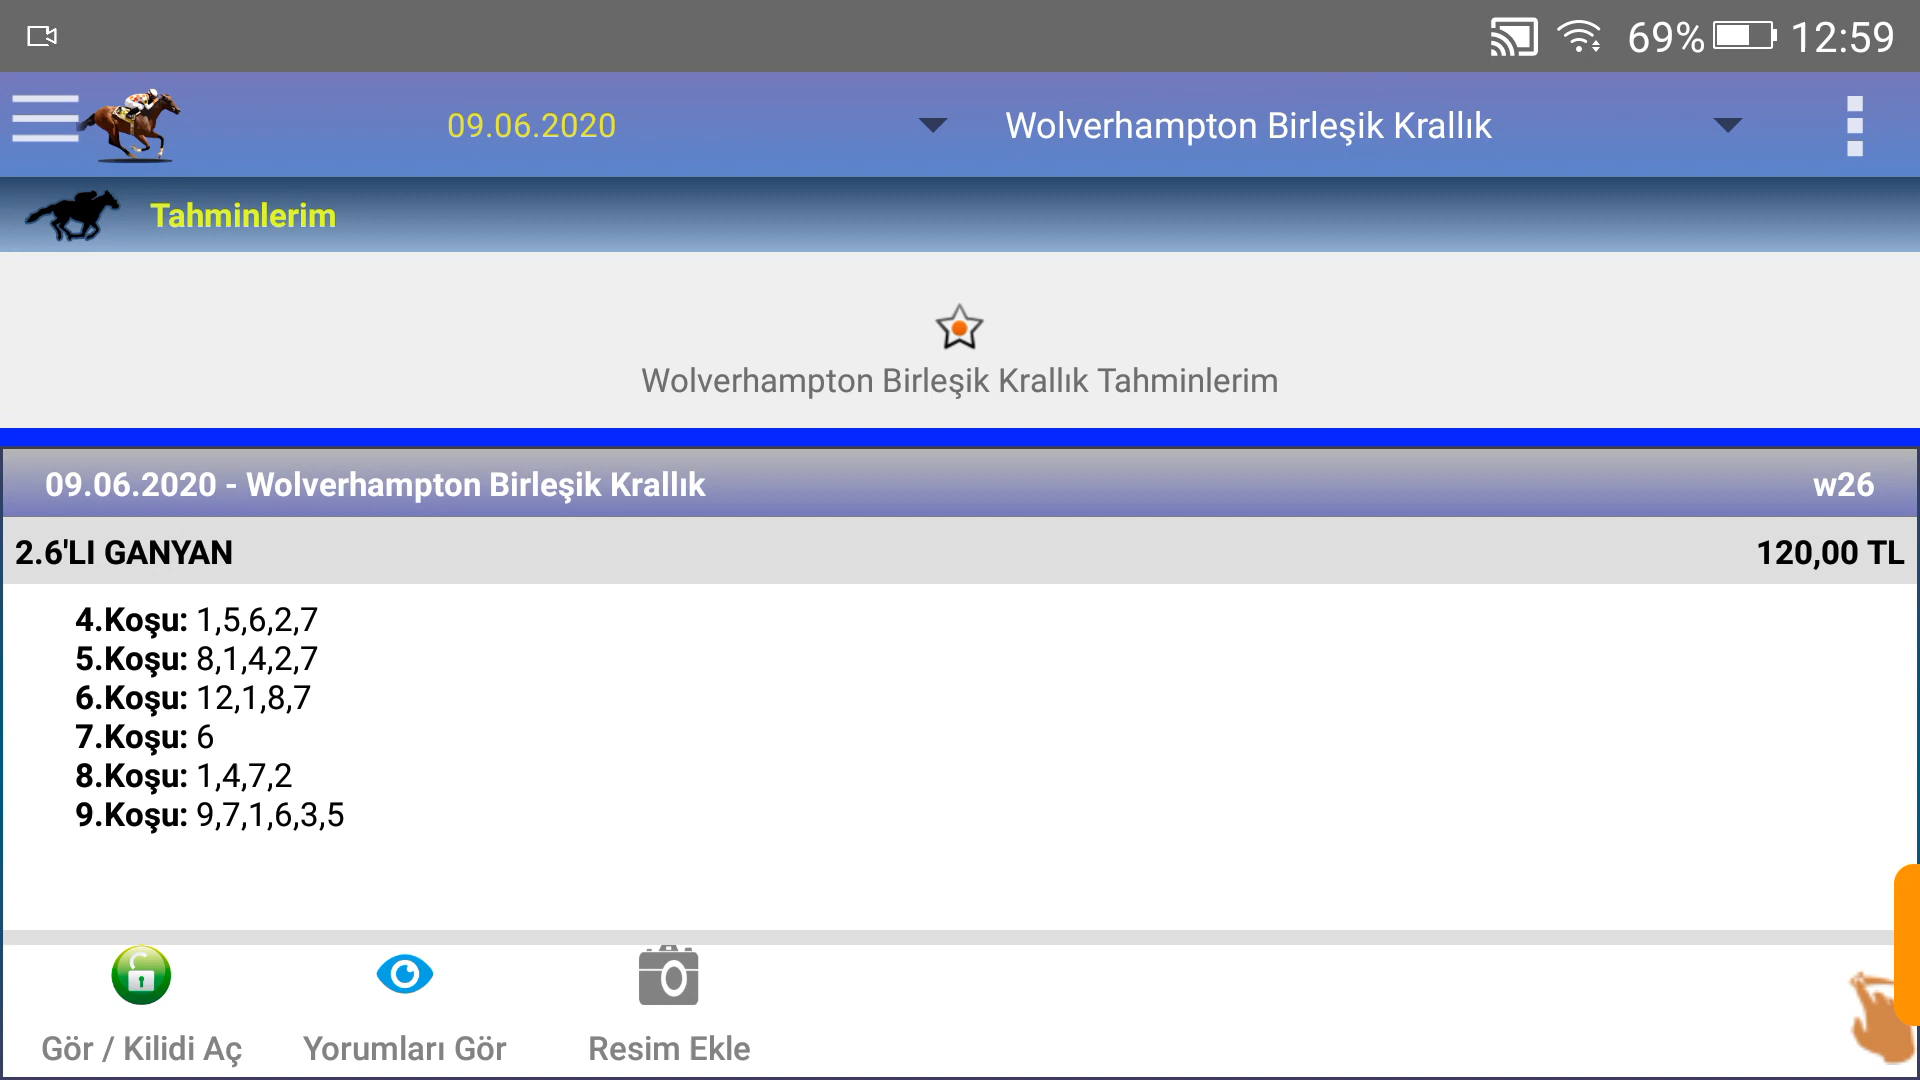 69% 12:59
09.06.2020 Wolverhampton Birleşik Krallık
Tahminlerim
Wolverhampton Birleşik Krallık Tahminlerim
09.06.2020 - Wolverhampton Birleşik Krallık w26
2.6'LI GANYAN 120,00 TL
4.Koşu: 1,5,6,2,7
5.Koşu: 8,1,4,2,7
6.Koşu: 12,1,8,7
7.Koşu: 6
8.Koşu: 1,4,7,2
9.Koşu: 9,7,1,6,3,5
Gör / Kilidi Aç Yorumları Gör Resim Ekle